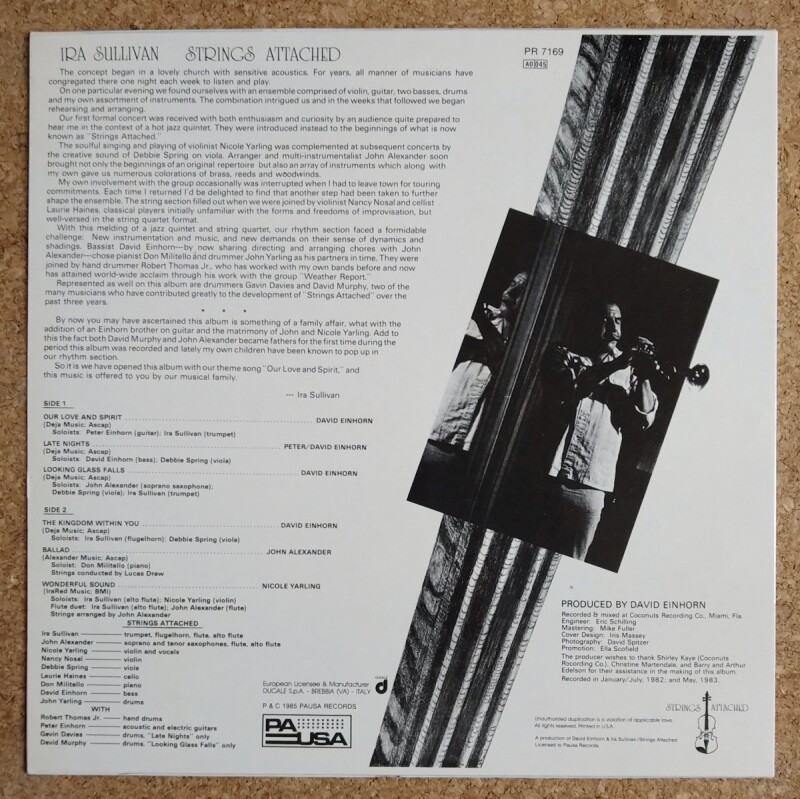 IRA SULLIVAN STRINGS ATTACHED
PR 7169
The concept began in a lovely church with sensitive acoustics. For years, all manner of musicians have
congregated there one night each week to listen and play.
On one particular evening we found ourselves with an ensemble comprised of violin, guitar, two basses, drums
and my own assortment of instruments. The combination intrigued us and in the weeks that followed we began
rehearsing and arranging.
Our first formal concert was received with both enthusiasm and curiosity by an audience quite prepared to
hear me in the context of a hot jazz quintet. They were introduced instead to the beginnings of what is now
known as "Strings Attached."
The soulful singing and playing of violinist Nicole Yarling was complemented at subsequent concerts by
the creative sound of Debbie Spring on viola. Arranger and multi-instrumentalist John Alexander soon
brought not only the beginnings of an original repertoire but also an array of instruments which along with
my own gave us numerous colorations of brass, reeds and woodwinds.
My own involvement with the group occasionally was interrupted when I had to leave town for touring
commitments. Each time I returned I'd be delighted to find that another step had been taken to further
shape the ensemble. The string section filled out when we were joined by violinist Nancy Nosal and cellist
Laurie Haines, classical players initially unfamiliar with the forms and freedoms of improvisation, but
well-versed in the string quartet format.
With this melding of a jazz quintet and string quartet, our rhythm section faced a formidable
challenge: New instrumentation and music, and new demands on their sense of dynamics and
shadings. Bassist David Einhorn---by now sharing directing and arranging chores with John
Alexander---chose pianist Don Militello and drummer John Yarling as his partners in time. They were
joined by hand drummer Robert Thomas Jr., who has worked with my own bands before and now
has attained world-wide acclaim through his work with the group "Weather Report."
Represented as well on this album are drummers Gavin Davies and David Murphy, two of the
many musicians who have contributed greatly to the development of "Strings Attached" over the
past three years.
* * *
By now you may have ascertained this album is something of a family affair, what with the
addition of an Einhorn brother on guitar and the matrimony of John and Nicole Yarling. Add to
this the fact both David Murphy and John Alexander became fathers for the first time during the
period this album was recorded and lately my own children have been known to pop up in
our rhythm section.
So it is we have opened this album with our theme song "Our Love and Spirit," and
this music is offered to you by our musical family.
--- Ira Sullivan
SIDE 1
OUR LOVE AND SPIRIT ........ DAVID EINHORN
(Deja Music; Ascap)
Soloists: Peter Einhorn (guitar); Ira Sullivan (trumpet)
LATE NIGHTS ........ PETER/DAVID EINHORN
(Deja Music; Ascap)
Soloists: David Einhorn (bass); Debbie Spring (viola)
LOOKING GLASS FALLS ........ DAVID EINHORN
(Deja Music; Ascap)
Soloists: John Alexander (soprano saxophone);
Debbie Spring (viola); Ira Sullivan (trumpet)
SIDE 2
THE KINGDOM WITHIN YOU ........ DAVID EINHORN
(Deja Music; Ascap)
Soloists: Ira Sullivan (flugelhorn); Debbie Spring (viola)
BALLAD ........ JOHN ALEXANDER
(Alexander Music; Ascap)
Soloist: Don Militello (piano)
Strings conducted by Lucas Drew
WONDERFUL SOUND ........ NICOLE YARLING
(IraRed Music; BMI)
Soloists: Ira Sullivan (alto flute); Nicole Yarling (violin)
Flute duet: Ira Sullivan (alto flute); John Alexander (flute)
Strings arranged by John Alexander
STRINGS ATTACHED
Ira Sullivan — trumpet, flugelhorn, flute, alto flute
John Alexander — soprano and tenor saxophones, flute, alto flute
Nicole Yarling — violin and vocals
Nancy Nosal — violin
Debbie Spring — viola
Laurie Haines — cello
Don Militello — piano
David Einhorn — bass
John Yarling — drums
WITH
Robert Thomas Jr. — hand drums
Peter Einhorn — acoustic and electric guitars
Gavin Davies — drums, "Late Nights" only
David Murphy — drums, "Looking Glass Falls" only
European Licensee & Manufacturer
DUCALE S.p.A. - BREBBIA (VA) - ITALY
P & C 1985 PAUSA RECORDS
PAUSA
PRODUCED BY DAVID EINHORN
Recorded & mixed at Coconuts Recording Co., Miami, Fla.
Engineer: Eric Schilling
Mastering: Mike Fuller
Cover Design: Iris Massey
Photography: David Spitzer
Promotion: Ella Scofield
The producer wishes to thank Shirley Kaye (Coconuts
Recording Co.), Christine Martendale, and Barry and Arthur
Edelson for their assistance in the making of this album.
Recorded in January/July, 1982, and May, 1983.
STRINGS ATTACHED
Unauthorized duplication is a violation of applicable laws.
All rights reserved. Printed in U.S.A.
A production of David Einhorn & Ira Sullivan/Strings Attached.
Licensed to Pausa Records.